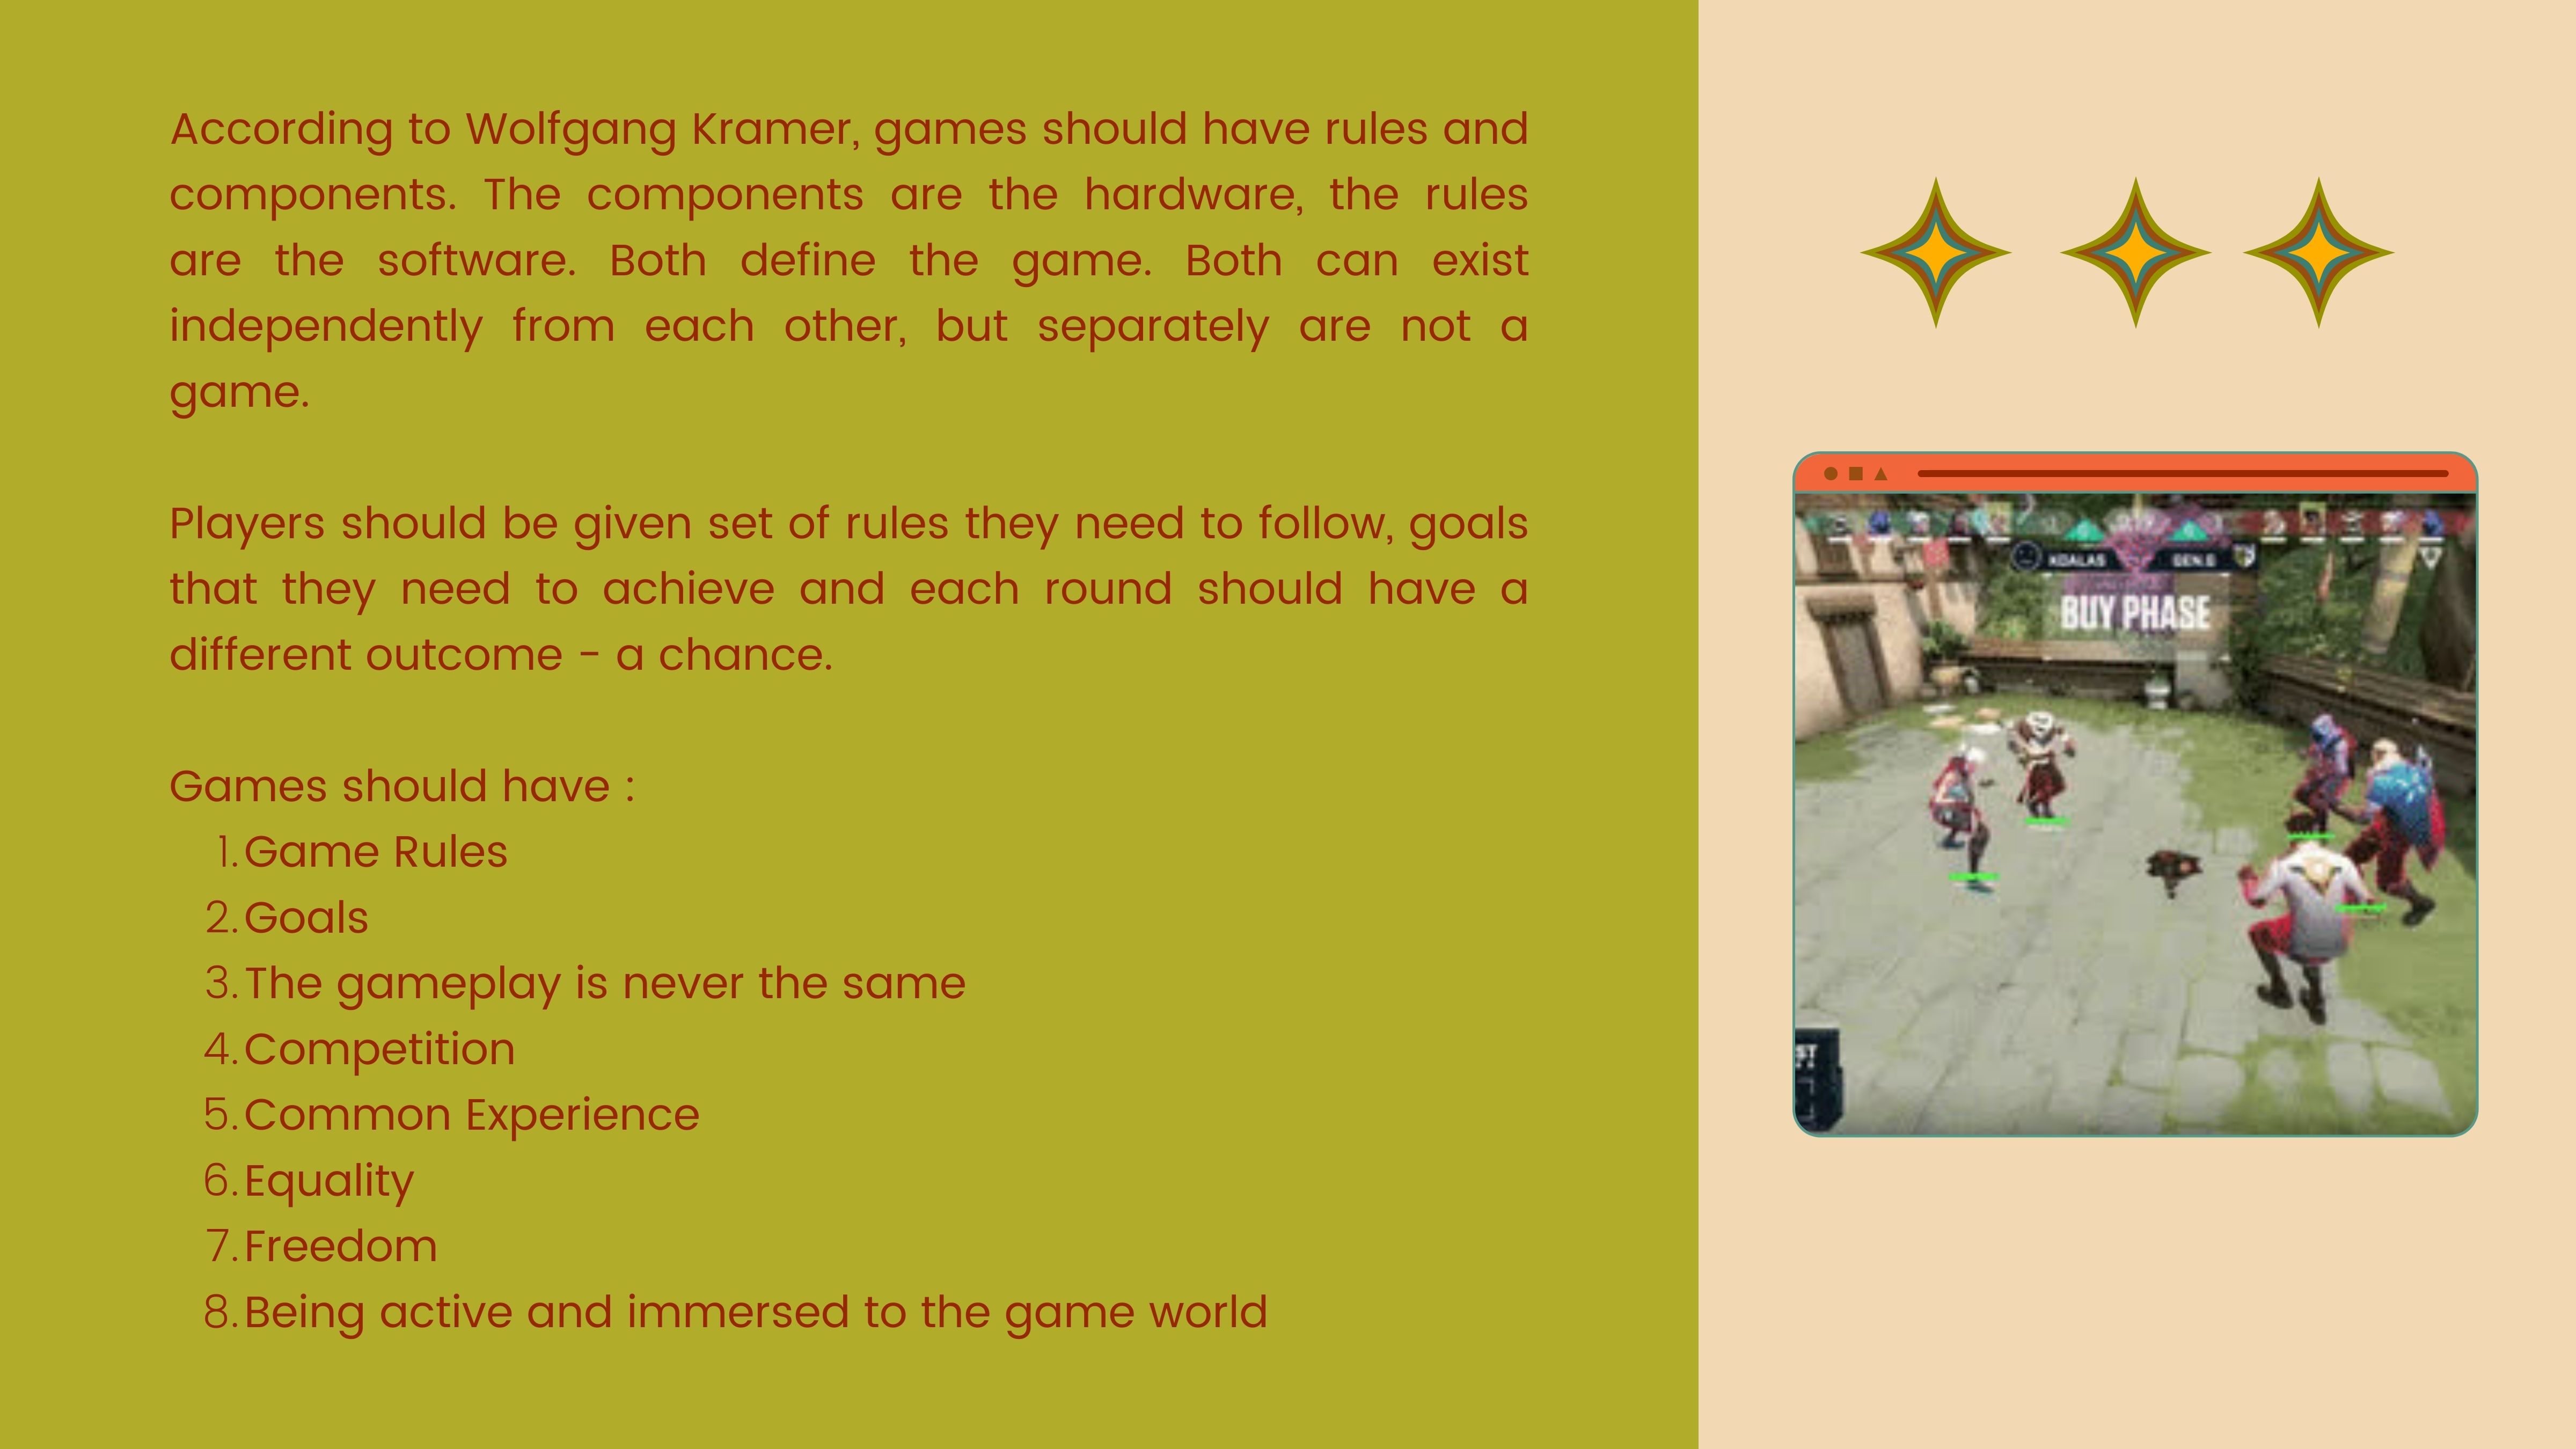 According to Wolfgang Kramer, games should have rules and
components. The components are the hardware, the rules
are the software. Both define the game. Both can exist
independently from each other, but separately are not a
game.
Players should be given set of rules they need to follow, goals
that they need to achieve and each round should have a
different outcome - a chance.
Games should have :
1. Game Rules
2. Goals
3. The gameplay is never the same
4. Competition
5. Common Experience
6. Equality
7. Freedom
8. Being active and immersed to the game world
KOALAS GEN.G
BUY PHASE
ST